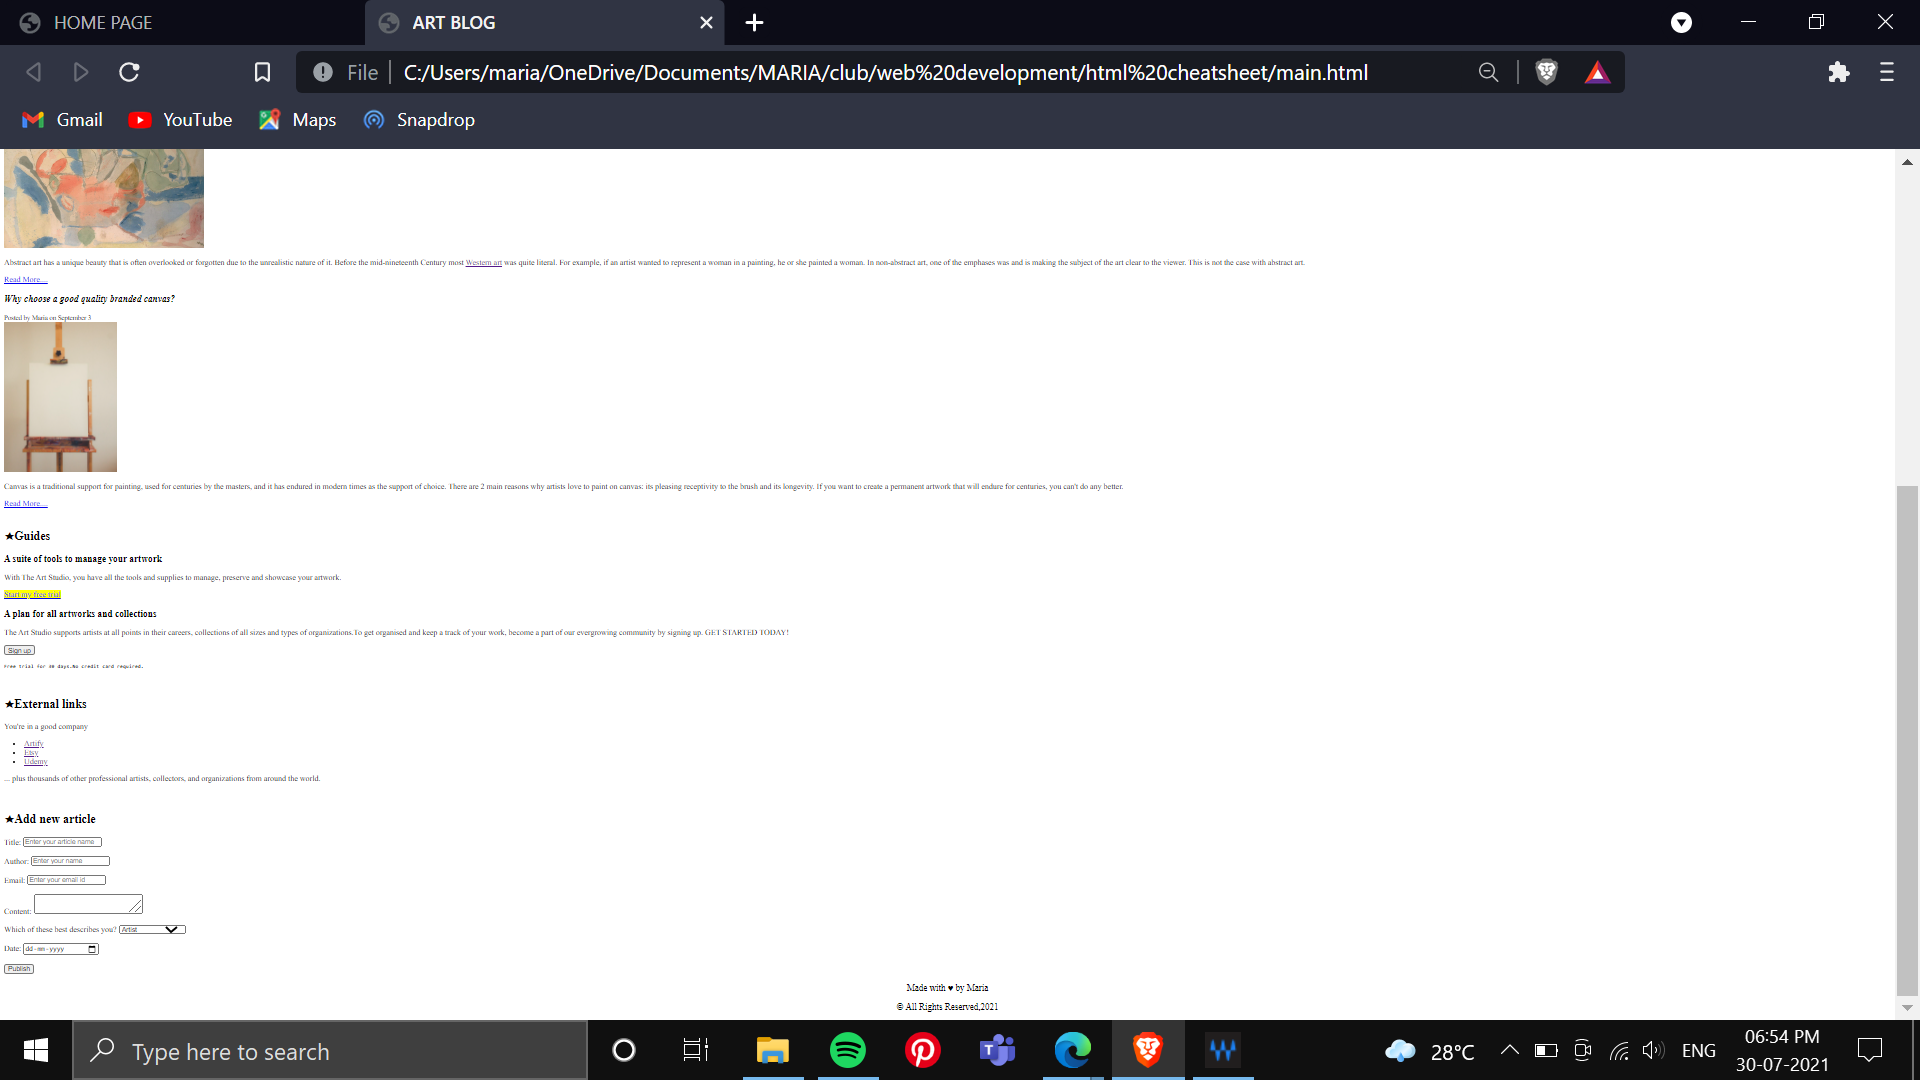 HOME PAGE
ART BLOG
File
C:/Users/maria/OneDrive/Documents/MARIA/club/web%20development/html%20cheatsheet/main.html
Gmail
YouTube
Maps
Snapdrop
Abstract art has a unique beauty that is often overlooked or forgotten due to the unrealistic nature of it. Before the mid-nineteenth Century most Western art was quite literal. For example, if an artist wanted to represent a woman in a painting, he or she painted a woman. In non-abstract art, one of the emphases was and is making the subject of the art clear to the viewer. This is not the case with abstract art.
Read More....
Why choose a good quality branded canvas?
Posted by Maria on September 3
Canvas is a traditional support for painting, used for centuries by the masters, and it has endured in modern times as the support of choice. There are 2 main reasons why artists love to paint on canvas: its pleasing receptivity to the brush and its longevity. If you want to create a permanent artwork that will endure for centuries, you can't do any better.
Read More....
★Guides
A suite of tools to manage your artwork
With The Art Studio, you have all the tools and supplies to manage, preserve and showcase your artwork.
Start my free trial
A plan for all artworks and collections
The Art Studio supports artists at all points in their careers, collections of all sizes and types of organizations.To get organised and keep a track of your work, become a part of our evergrowing community by signing up. GET STARTED TODAY!
Sign up
Free trial for 30 days.No credit card required.
★External links
You're in a good company
• Artify
• Etsy
• Udemy
... plus thousands of other professional artists, collectors, and organizations from around the world.
★Add new article
Title: Enter your article name
Author: Enter your name
Email: Enter your email id
Content:
Which of these best describes you? Artist
Date: dd-mm-yyyy
Publish
Made with ♥ by Maria
© All Rights Reserved,2021
Type here to search
28°C
ENG
06:54 PM
30-07-2021